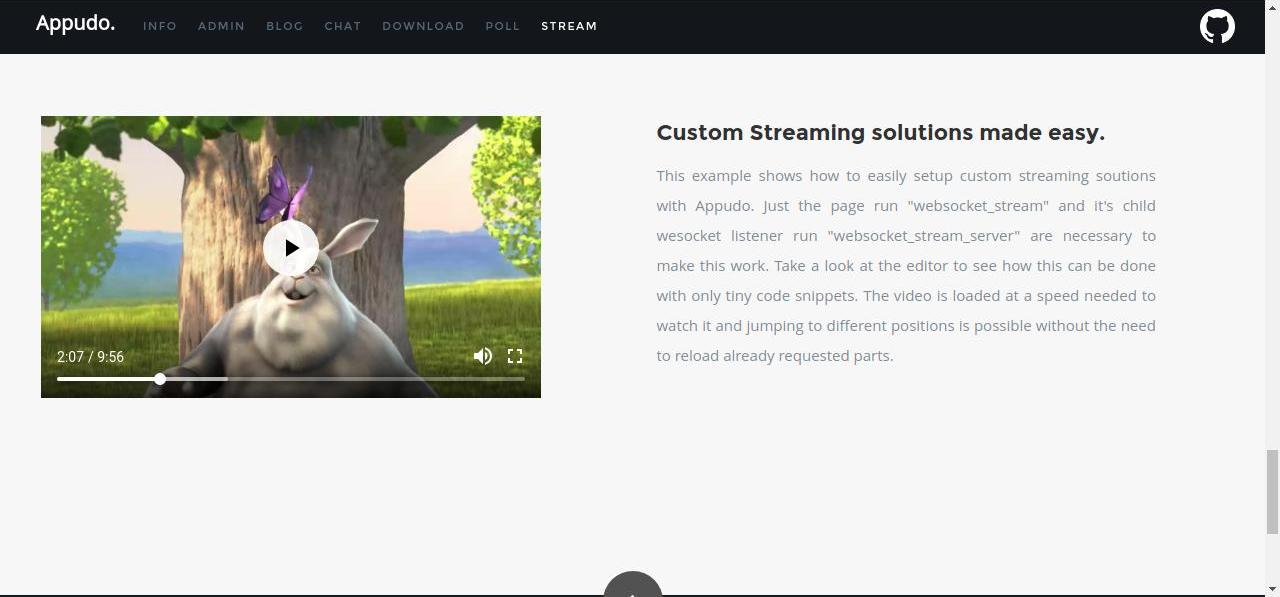 Appudo. INFO ADMIN BLOG CHAT DOWNLOAD POLL STREAM
2:07 / 9:56
Custom Streaming solutions made easy.
This example shows how to easily setup custom streaming soutions
with Appudo. Just the page run "websocket_stream" and it's child
wesocket listener run "websocket_stream_server" are necessary to
make this work. Take a look at the editor to see how this can be done
with only tiny code snippets. The video is loaded at a speed needed to
watch it and jumping to different positions is possible without the need
to reload already requested parts.